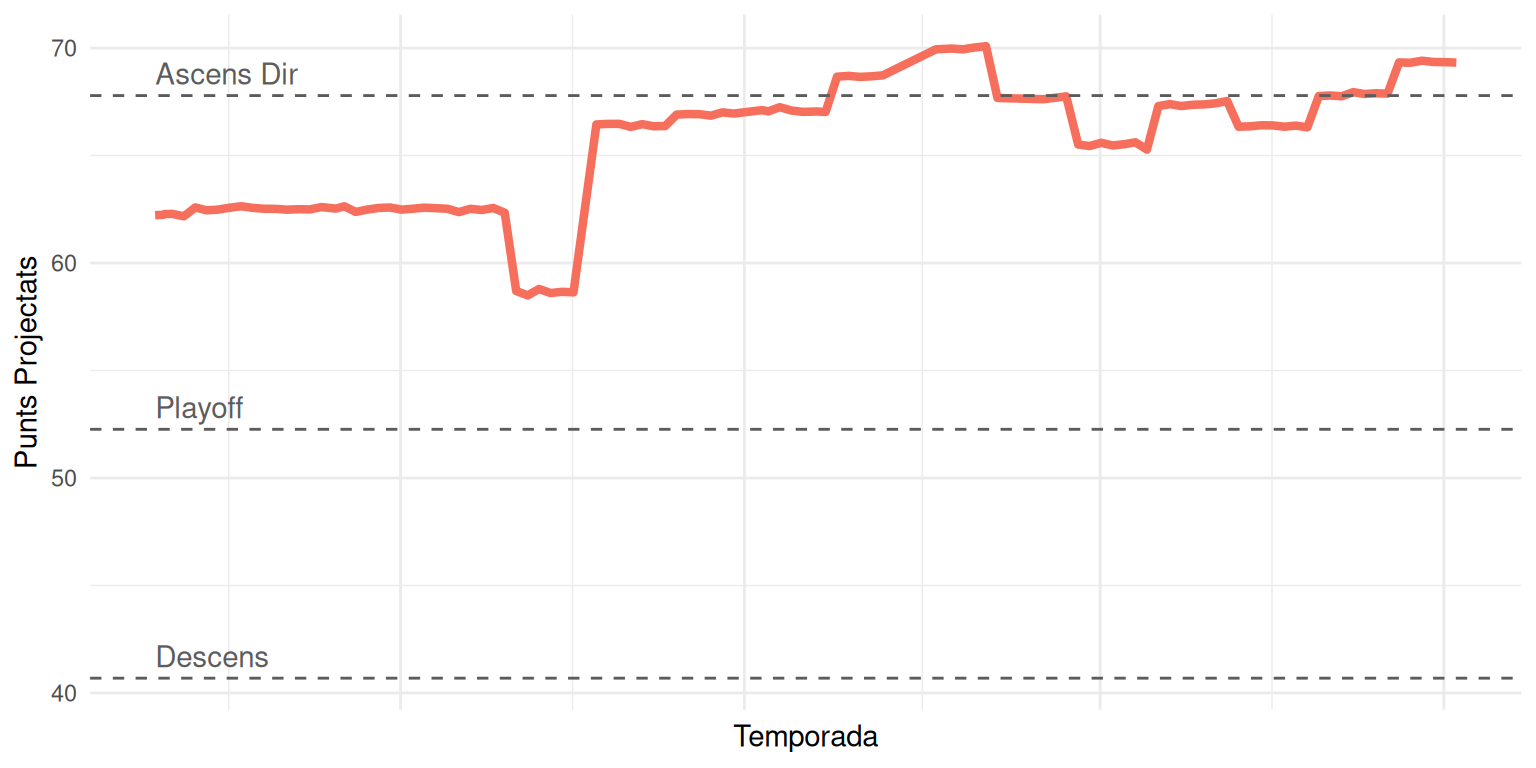 70
Ascens Dir
60
Playoff
50
Descens
40
Punts Projectats
Temporada